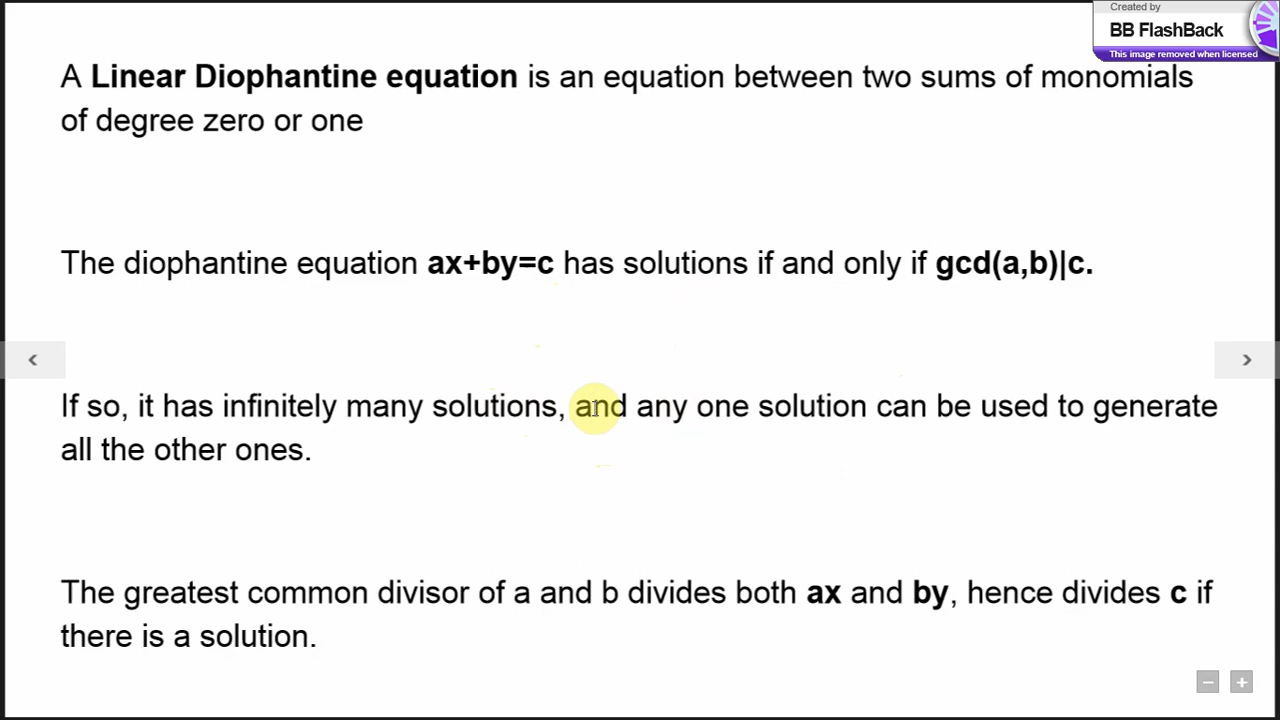 Created by
BB FlashBack
This image removed when licensed
A Linear Diophantine equation is an equation between two sums of monomials
of degree zero or one
The diophantine equation ax+by=c has solutions if and only if gcd(a,b)|c.
If so, it has infinitely many solutions, and any one solution can be used to generate
all the other ones.
The greatest common divisor of a and b divides both ax and by, hence divides c if
there is a solution.